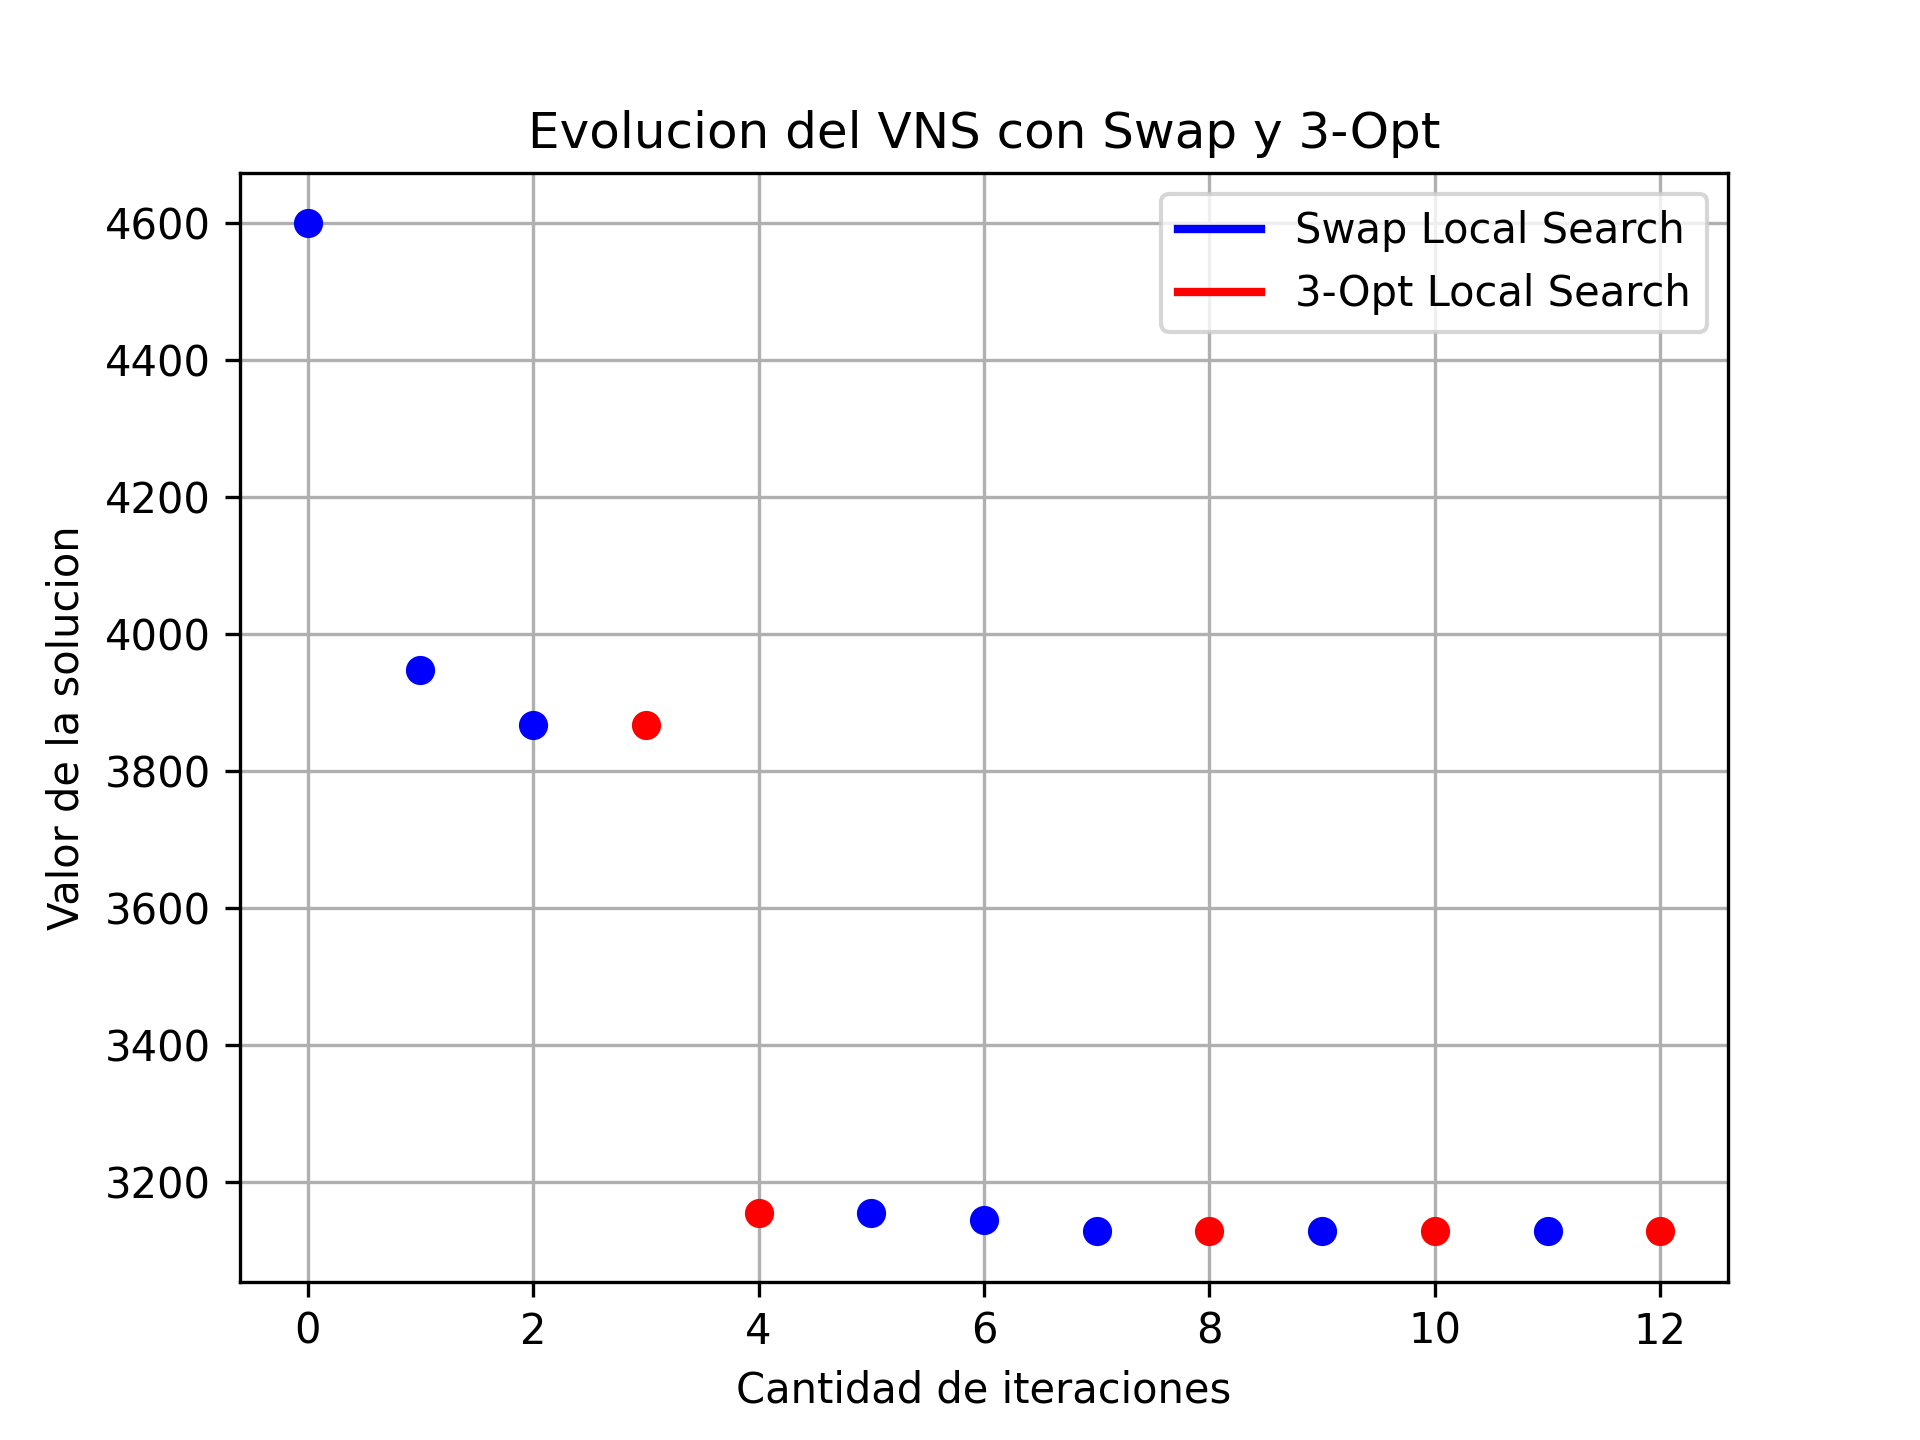 Evolucion del VNS con Swap y 3-Opt
Swap Local Search
3-Opt Local Search
Valor de la solucion
4600
4400
4200
4000
3800
3600
3400
3200
0 2 4 6 8 10 12
Cantidad de iteraciones